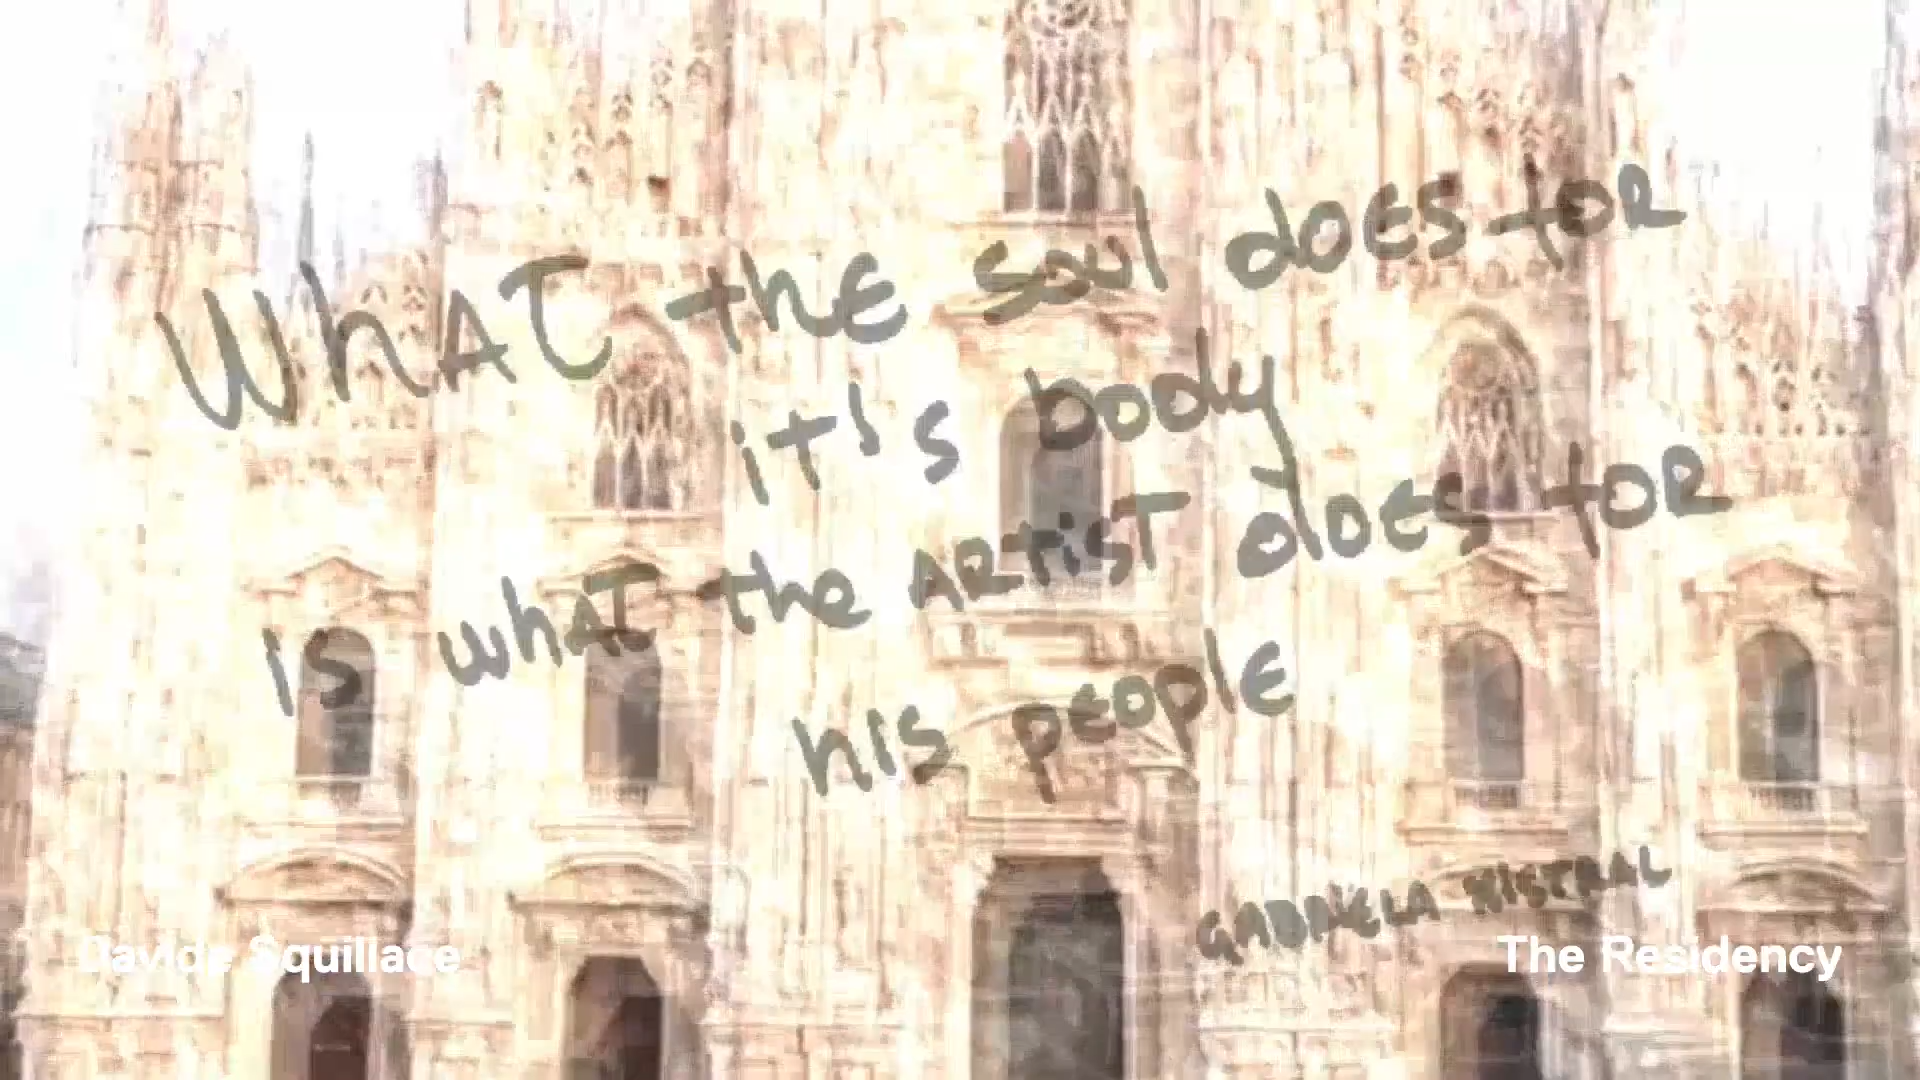 WhAT thE soul doEs foR
it's body
Is whAT the ARTisT doEs foR
his peoplE
GABRIELA MISTRAL
Davide Squillace
The Residency